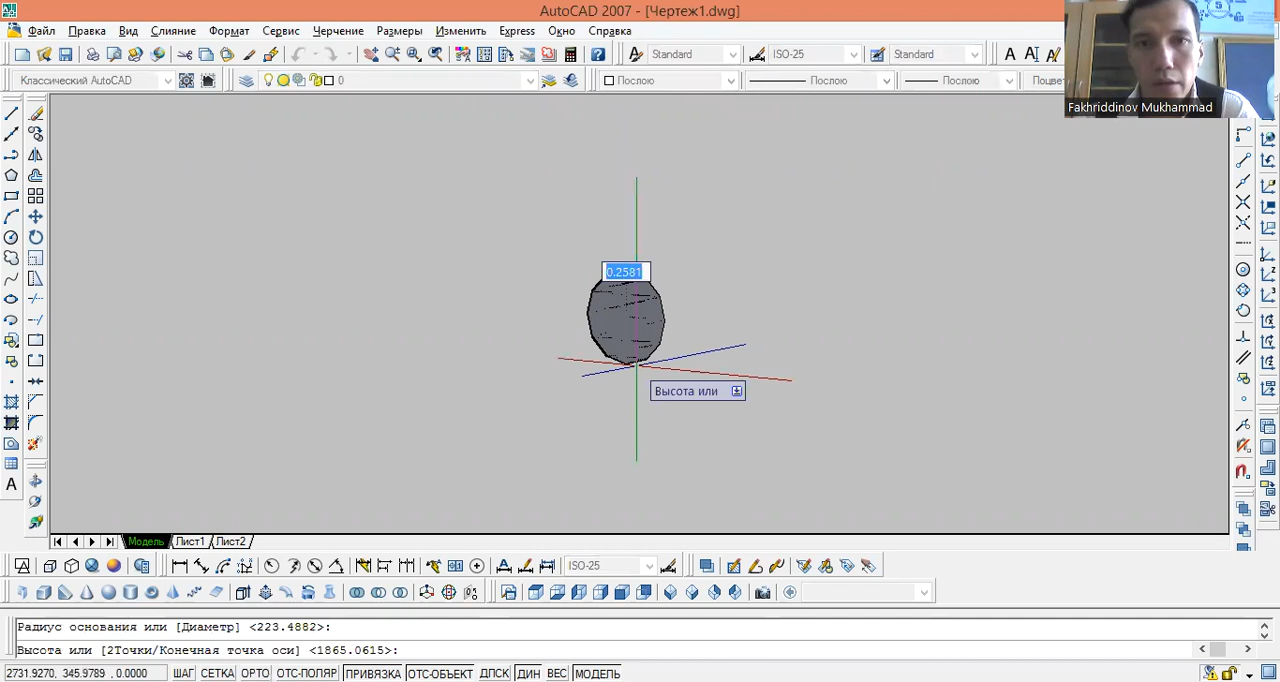 AutoCAD 2007 - [Чертеж1.dwg]
Файл Правка Вид Слияние Формат Сервис Черчение Размеры Изменить Express Окно Справка
Standard ISO-25 Standard
Классический AutoCAD 0 Послою Послою Послою Поцвет
Fakhriddinov Mukhammad
0.2581
Высота или
Модель Лист1 Лист2
ISO-25
Радиус основания или [Диаметр] <223.4882>:
Высота или [2Точки/Конечная точка оси] <1865.0615>:
2731.9270, 345.9789 , 0.0000 ШАГ СЕТКА ОРТО ОТС-ПОЛЯР ПРИВЯЗКА ОТС-ОБЪЕКТ ДПСК ДИН ВЕС МОДЕЛЬ